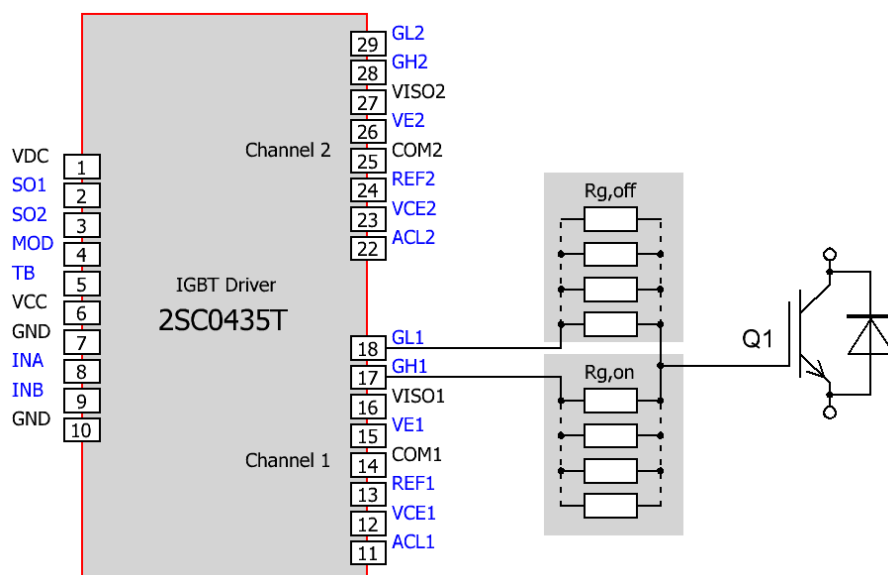 GL2
29
GH2
28
VISO2
27
VE2
26
Channel 2
COM2
25
REF2
24
VCE2
23
ACL2
22
VDC
1
SO1
2
SO2
3
MOD
4
TB
5
VCC
6
GND
7
INA
8
INB
9
GND
10
IGBT Driver
2SC0435T
GL1
18
GH1
17
VISO1
16
VE1
15
Channel 1
COM1
14
REF1
13
VCE1
12
ACL1
11
Rg,off
Rg,on
Q1